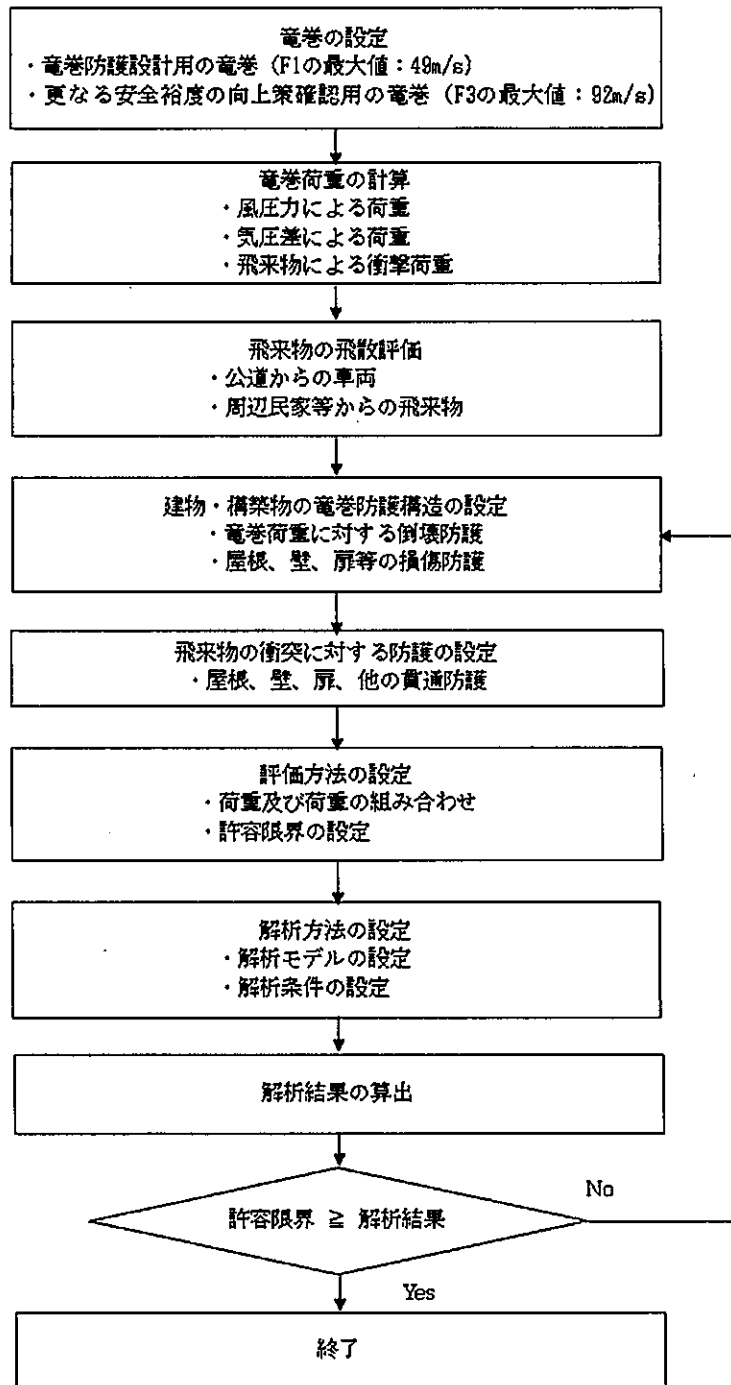 竜巻の設定
・竜巻防護設計用の竜巻 (F1の最大値：49m/s)
・更なる安全裕度の向上策確認用の竜巻 (F3の最大値：92m/s)
竜巻荷重の計算
・風圧力による荷重
・気圧差による荷重
・飛来物による衝撃荷重
飛来物の飛散評価
・公道からの車両
・周辺民家等からの飛来物
建物・構築物の竜巻防護構造の設定
・竜巻荷重に対する倒壊防護
・屋根、壁、扉等の損傷防護
飛来物の衝突に対する防護の設定
・屋根、壁、扉、他の貫通防護
評価方法の設定
・荷重及び荷重の組み合わせ
・許容限界の設定
解析方法の設定
・解析モデルの設定
・解析条件の設定
解析結果の算出
許容限界 ≧ 解析結果
No
Yes
終了